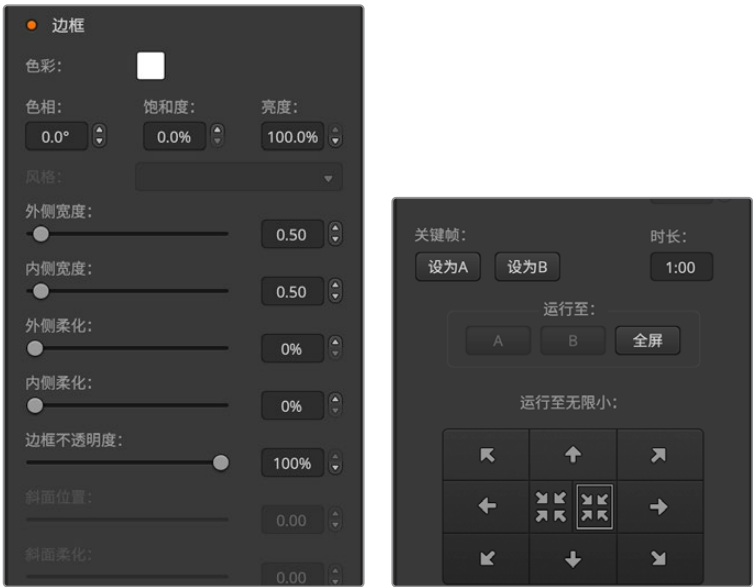 边框
色彩：
色相： 饱和度： 亮度：
0.0° 0.0% 100.0%
风格：
外侧宽度：
0.50
内侧宽度：
0.50
外侧柔化：
0%
内侧柔化：
0%
边框不透明度：
100%
斜面位置：
0.00
斜面柔化：
0.00
关键帧： 时长：
设为A 设为B 1:00
运行至：
A B 全屏
运行至无限小：